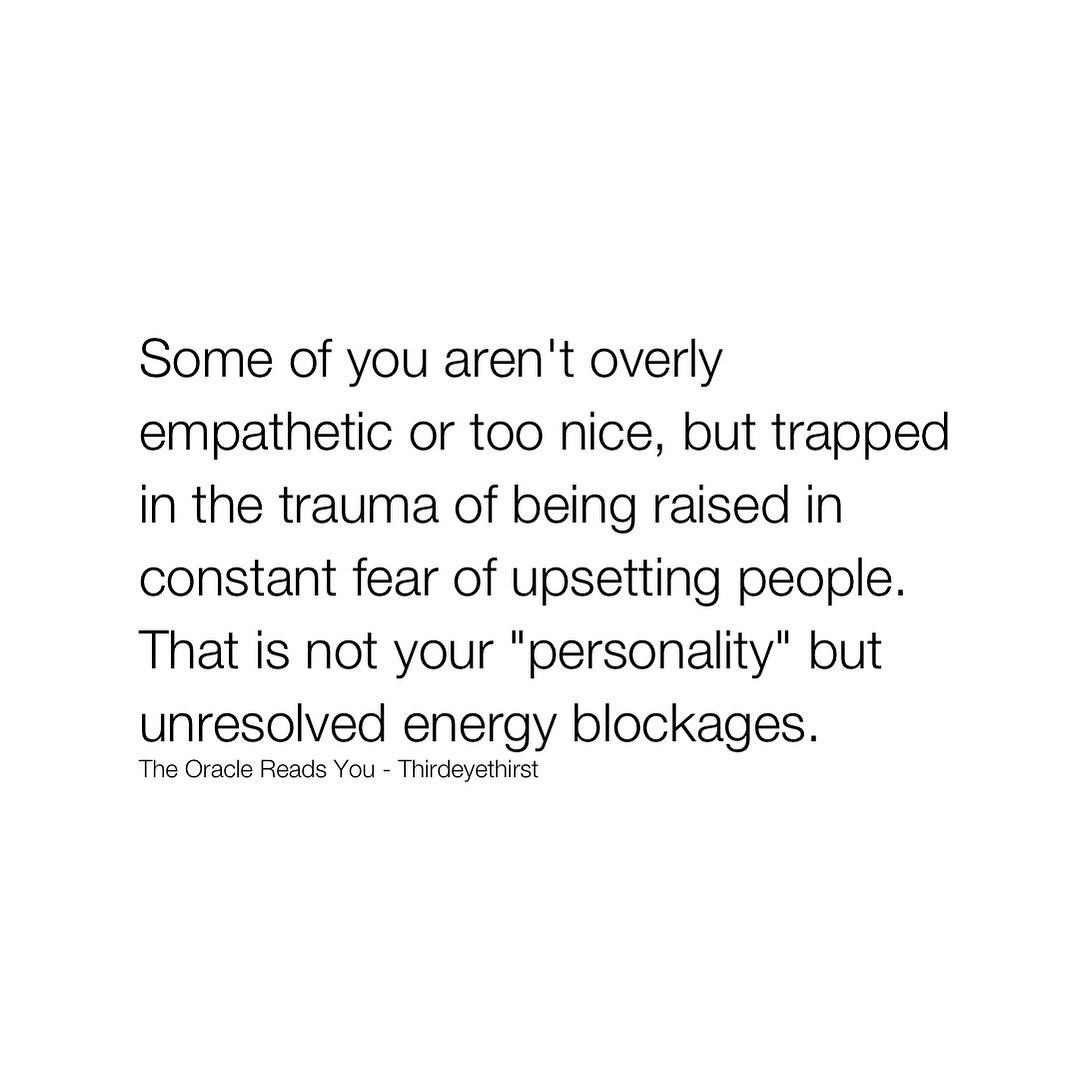 Some of you aren't overly
empathetic or too nice, but trapped
in the trauma of being raised in
constant fear of upsetting people.
That is not your "personality" but
unresolved energy blockages.
The Oracle Reads You - Thirdeyethirst